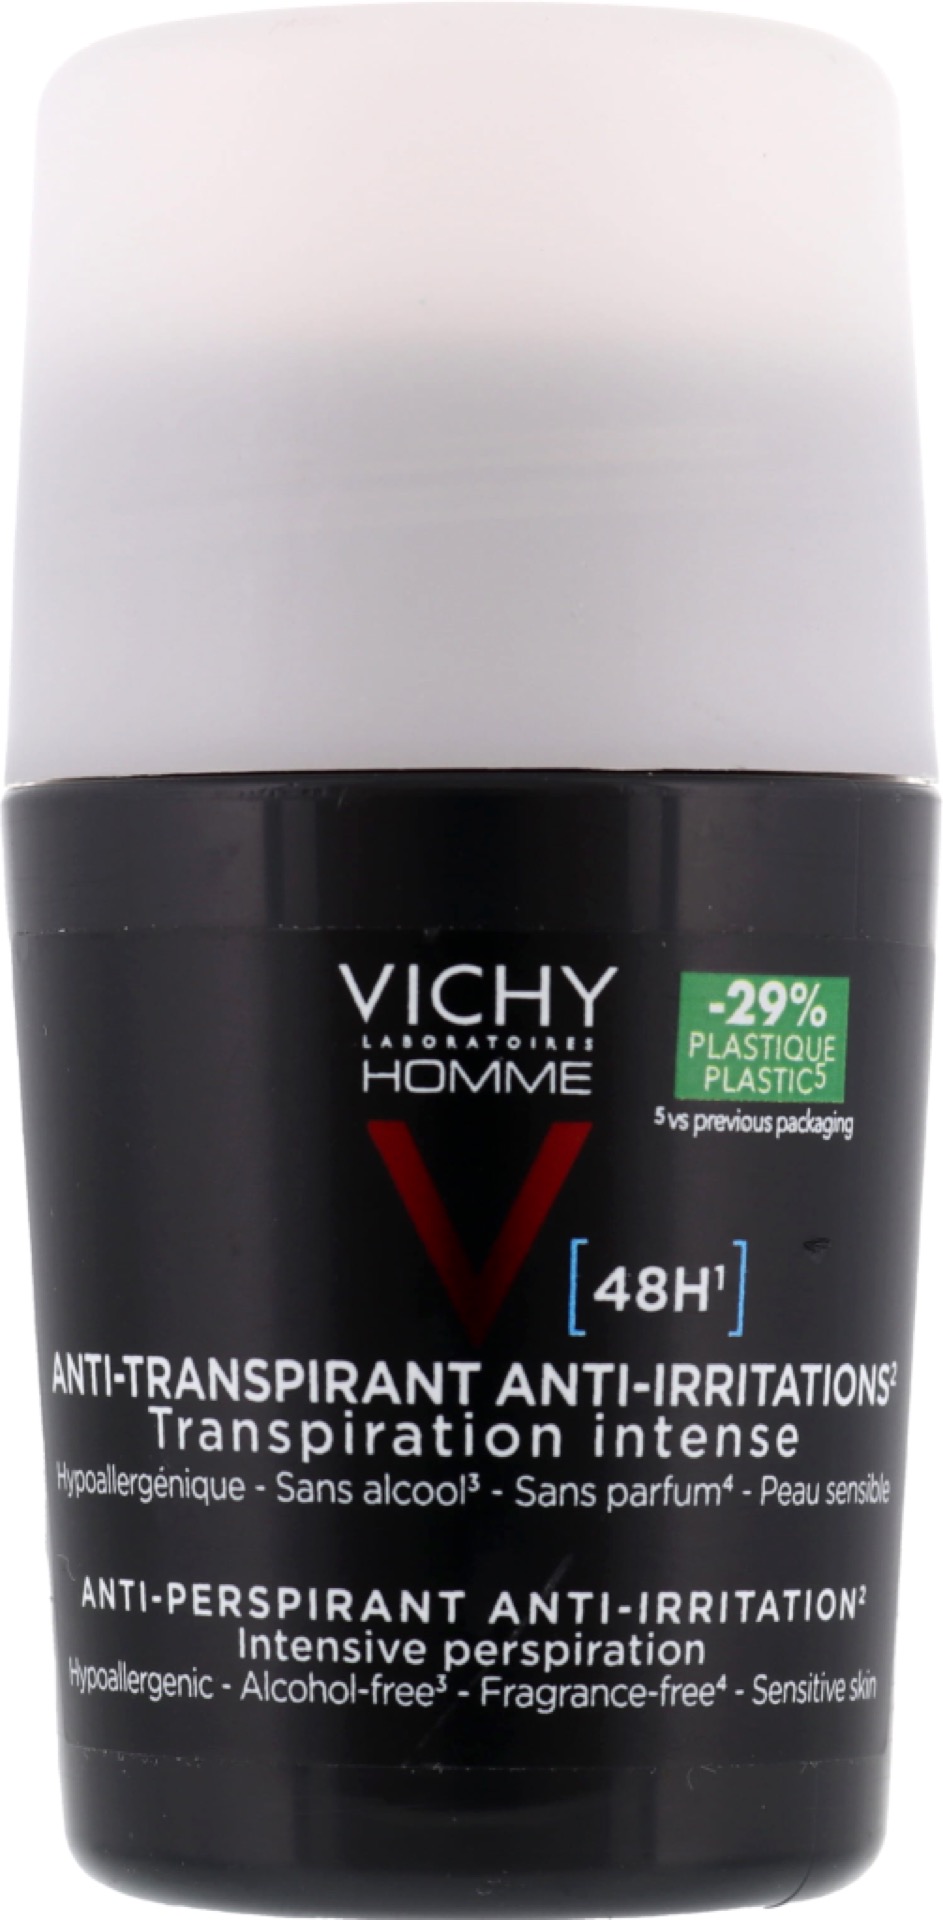 VICHY
LABORATOIRES
HOMME
-29%
PLASTIQUE
PLASTIC⁵
⁵ vs previous packaging
V
[48H¹]
ANTI-TRANSPIRANT ANTI-IRRITATIONS²
Transpiration intense
Hypoallergénique - Sans alcool³ - Sans parfum⁴ - Peau sensible
ANTI-PERSPIRANT ANTI-IRRITATION²
Intensive perspiration
Hypoallergenic - Alcohol-free³ - Fragrance-free⁴ - Sensitive skin